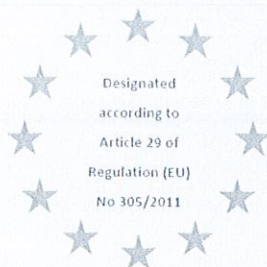 Designated
according to
Article 29 of
Regulation (EU)
No 305/2011